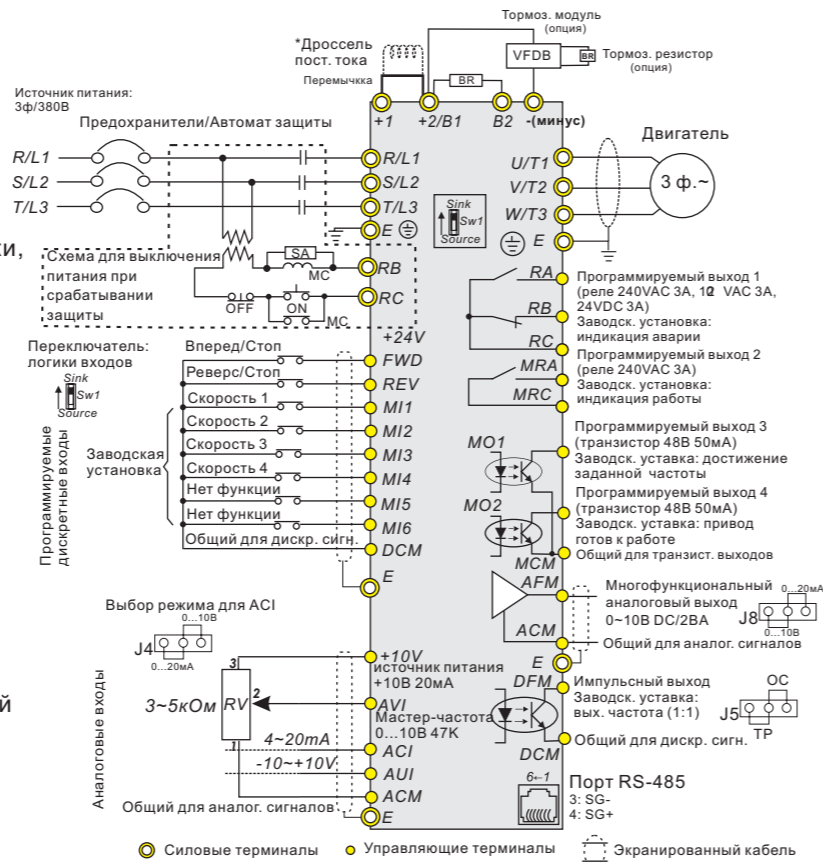 Тормоз. модуль
(опция)
*Дроссель
пост. тока
VFDB
BR
Тормоз. резистор
(опция)
Перемычкка
BR
Источник питания:
3ф/380В
Предохранители/Автомат защиты
+1
+2/B1
B2
-(минус)
Двигатель
R/L1
R/L1
U/T1
S/L2
S/L2
V/T2
3 ф.~
T/L3
T/L3
W/T3
Sink
Sw1
Source
E
E
ки,
Схема для выключения
питания при
срабатывании
защиты
SA
MC
RB
OFF
ON
MC
RC
RA
RB
RC
Программируемый выход 1
(реле 240VAC 3A, VAC 3A,
24VDC 3A)
Заводск. установка:
индикация аварии
MRA
MRC
Программируемый выход 2
(реле 240VAC 3A)
Заводск. установка:
индикация работы
+24V
Переключатель:
логики входов
Sink
Sw1
Source
Вперед/Стоп
FWD
Реверс/Стоп
REV
Скорость 1
MI1
Скорость 2
MI2
Скорость 3
MI3
Скорость 4
MI4
Нет функции
MI5
Нет функции
MI6
Общий для дискр. сигн.
DCM
E
Заводская
установка
Программируемые
дискретные входы
MO1
Программируемый выход 3
(транзистор 48В 50мА)
Заводск. уставка: достижение
заданной частоты
MO2
Программируемый выход 4
(транзистор 48В 50мА)
Заводск. уставка: привод
готов к работе
MCM
Общий для транзист. выходов
AFM
Многофункциональный
аналоговый выход
0~10В DC/2ВА
J8
0...20мА
0...10В
ACM
Общий для аналог. сигналов
E
Выбор режима для ACI
0...10В
J4
0...20мА
+10V
источник питания
+10В 20мА
DFM
Импульсный выход
Заводск. уставка:
вых. частота (1:1)
OC
J5
TP
3
3~5кОм
RV
2
1
AVI
Мастер-частота
0...10В 47K
DCM
Общий для дискр. сигн.
ый
Аналоговые входы
4~20mA
ACI
-10~+10V
AUI
Общий для аналог. сигналов
ACM
E
6←1
Порт RS-485
3: SG-
4: SG+
Силовые терминалы
Управляющие терминалы
Экранированный кабель